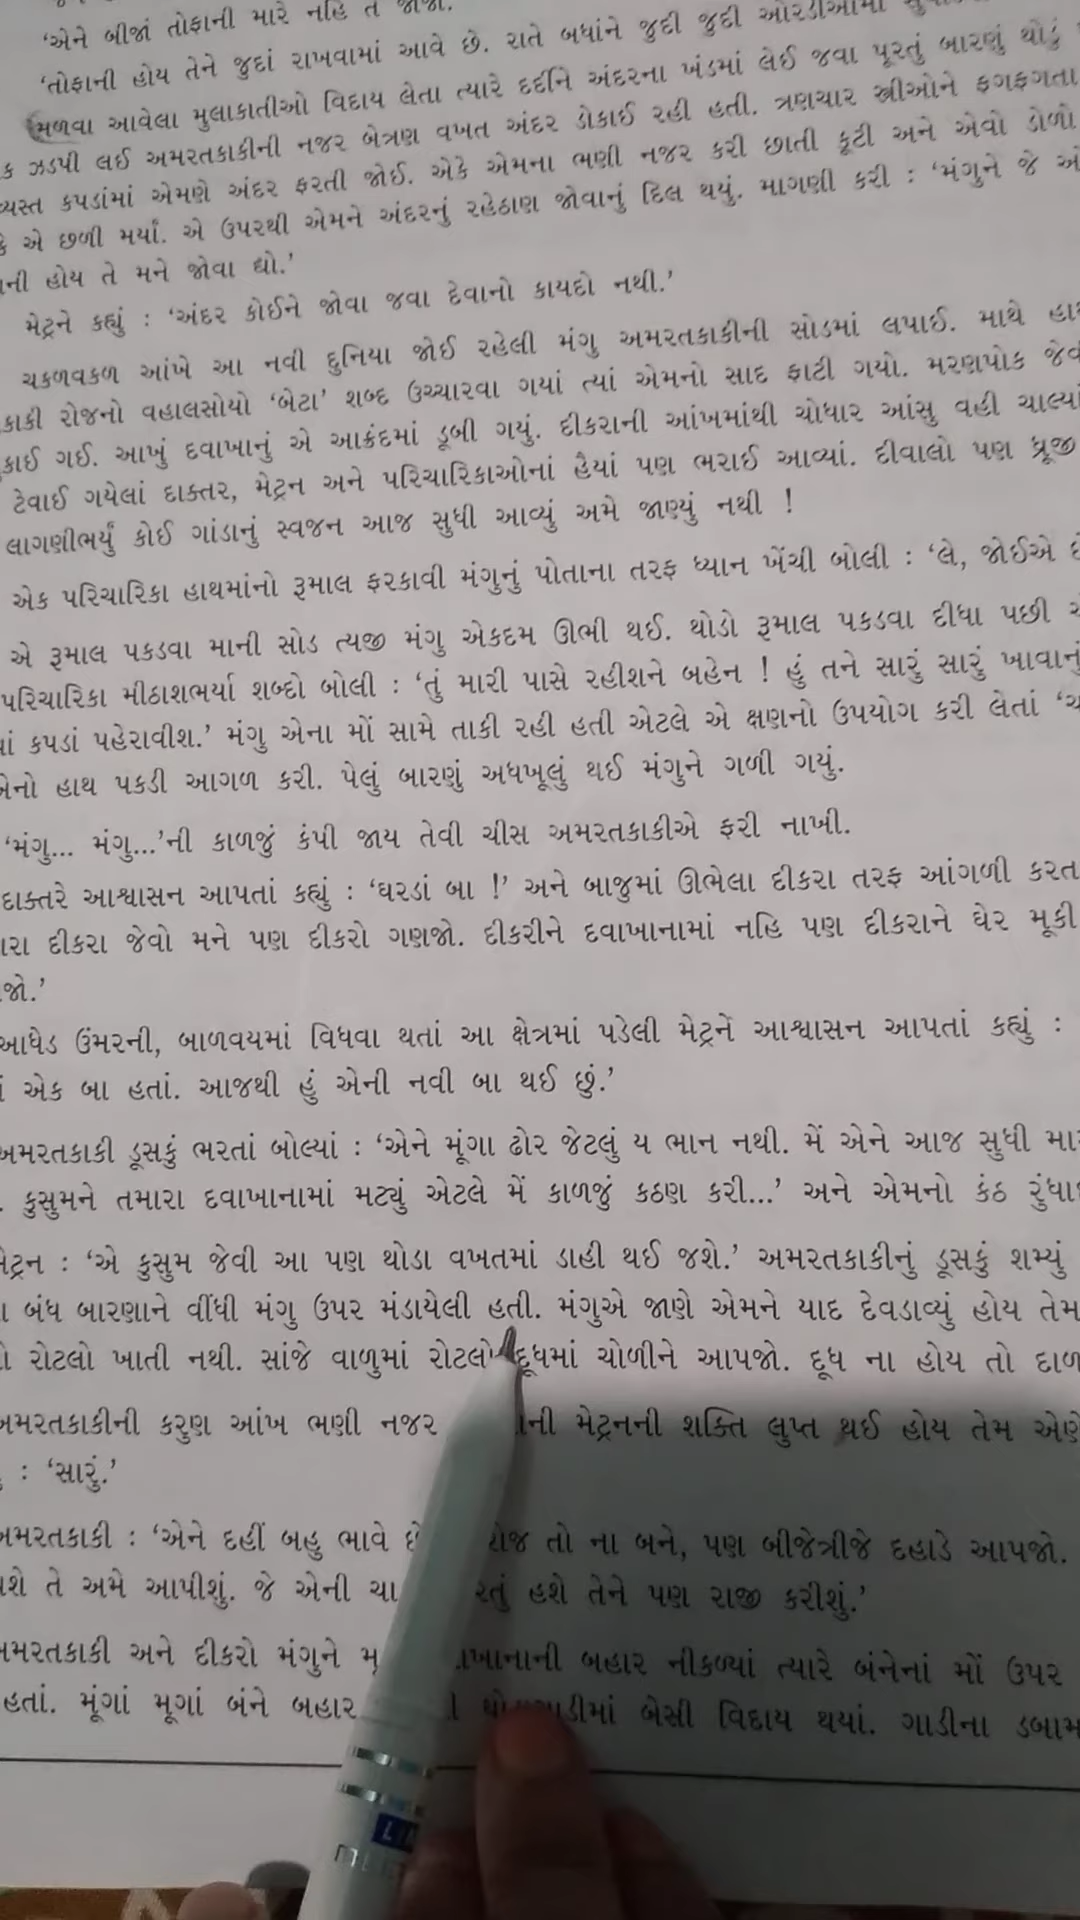 'એને બીજાં તોફાની મારે નહિ તે જોજો.
'તોફાની હોય તેને જુદાં રાખવામાં આવે છે. રાતે બધાંને જુદી જુદી ઓરડીઓમાં
મળવા આવેલા મુલાકાતીઓ વિદાય લેતા ત્યારે દર્દીને અંદરના ખંડમાં લેઈ જવા પૂરતું બારણું થોડું
ક ઝડપી લઈ અમરતકાકીની નજર બેત્રણ વખત અંદર ડોકાઈ રહી હતી. ત્રણચાર સ્ત્રીઓને ફગફગતા
વ્યસ્ત કપડાંમાં એમણે અંદર ફરતી જોઈ. એકે એમના ભણી નજર કરી છાતી કૂટી અને એવો ડોળો
કે એ છળી મર્યાં. એ ઉપરથી એમને અંદરનું રહેઠાણ જોવાનું દિલ થયું. માગણી કરી : 'મંગુને જે
ની હોય તે મને જોવા દ્યો.'
મેટ્રને કહ્યું : 'અંદર કોઈને જોવા જવા દેવાનો કાયદો નથી.'
ચકળવકળ આંખે આ નવી દુનિયા જોઈ રહેલી મંગુ અમરતકાકીની સોડમાં લપાઈ. માથે
કાકી રોજનો વહાલસોયો 'બેટા' શબ્દ ઉચ્ચારવા ગયાં ત્યાં એમનો સાદ ફાટી ગયો. મરણપોક
કાઈ ગઈ. આખું દવાખાનું એ આક્રંદમાં ડૂબી ગયું. દીકરાની આંખમાંથી ચોધાર આંસુ વહી ચાલ્યાં
ટેવાઈ ગયેલાં દાક્તર, મેટ્રન અને પરિચારિકાઓનાં હૈયાં પણ ભરાઈ આવ્યાં. દીવાલો પણ ધ્રૂજી
લાગણીભર્યું કોઈ ગાંડાનું સ્વજન આજ સુધી આવ્યું અમે જાણ્યું નથી !
એક પરિચારિકા હાથમાંનો રૂમાલ ફરકાવી મંગુનું પોતાના તરફ ધ્યાન ખેંચી બોલી : 'લે, જોઈએ
એ રૂમાલ પકડવા માની સોડ ત્યજી મંગુ એકદમ ઊભી થઈ. થોડો રૂમાલ પકડવા દીધા પછી
પરિચારિકા મીઠાશભર્યા શબ્દો બોલી : 'તું મારી પાસે રહીશને બહેન ! હું તને સારું સારું ખાવાનું
ાં કપડાં પહેરાવીશ.' મંગુ એના મોં સામે તાકી રહી હતી એટલે એ ક્ષણનો ઉપયોગ કરી લેતાં
એનો હાથ પકડી આગળ કરી. પેલું બારણું અધખૂલું થઈ મંગુને ગળી ગયું.
'મંગુ... મંગુ...'ની કાળજું કંપી જાય તેવી ચીસ અમરતકાકીએ ફરી નાખી.
દાક્તરે આશ્વાસન આપતાં કહ્યું : 'ઘરડાં બા !' અને બાજુમાં ઊભેલા દીકરા તરફ આંગળી કરત
ારા દીકરા જેવો મને પણ દીકરો ગણજો. દીકરીને દવાખાનામાં નહિ પણ દીકરાને ઘેર મૂકી
જો.'
આધેડ ઉંમરની, બાળવયમાં વિધવા થતાં આ ક્ષેત્રમાં પડેલી મેટ્રને આશ્વાસન આપતાં કહ્યું :
એક બા હતાં. આજથી હું એની નવી બા થઈ છું.'
અમરતકાકી ડૂસકું ભરતાં બોલ્યાં : 'એને મૂંગા ઢોર જેટલું ય ભાન નથી. મેં એને આજ સુધી
. કુસુમને તમારા દવાખાનામાં મટ્યું એટલે મેં કાળજું કઠણ કરી...' અને એમનો કંઠ રુંધા
મેટ્રન : 'એ કુસુમ જેવી આ પણ થોડા વખતમાં ડાહી થઈ જશે.' અમરતકાકીનું ડૂસકું શમ્યું
બંધ બારણાને વીંધી મંગુ ઉપર મંડાયેલી હતી. મંગુએ જાણે એમને યાદ દેવડાવ્યું હોય તેમ
રોટલો ખાતી નથી. સાંજે વાળુમાં રોટલો દૂધમાં ચોળીને આપજો. દૂધ ના હોય તો દાળ
અમરતકાકીની કરુણ આંખ ભણી નજર મેટ્રનની શક્તિ લુપ્ત થઈ હોય તેમ એણે
: 'સારું.'
અમરતકાકી : 'એને દહીં બહુ ભાવે છે રોજ તો ના બને, પણ બીજેત્રીજે દહાડે આપજો.
શે તે અમે આપીશું. જે એની ચા રતું હશે તેને પણ રાજી કરીશું.'
અમરતકાકી અને દીકરો મંગુને મૂ ખાનાની બહાર નીકળ્યાં ત્યારે બંનેનાં મોં ઉપર
હતાં. મૂંગાં મૂગાં બંને બહાર ડીમાં બેસી વિદાય થયાં. ગાડીના